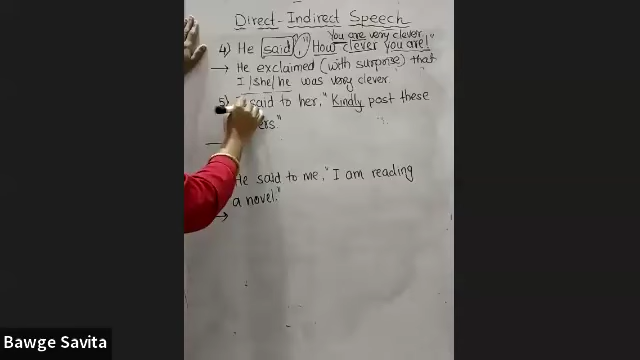 Direct-Indirect Speech
You are very clever.
4) He said, "How clever you are!"
→ He exclaimed (with surprise) that
I/she/he was very clever.
5) said to her, "Kindly post these
ers."
He said to me, "I am reading
a novel."
→
Bawge Savita